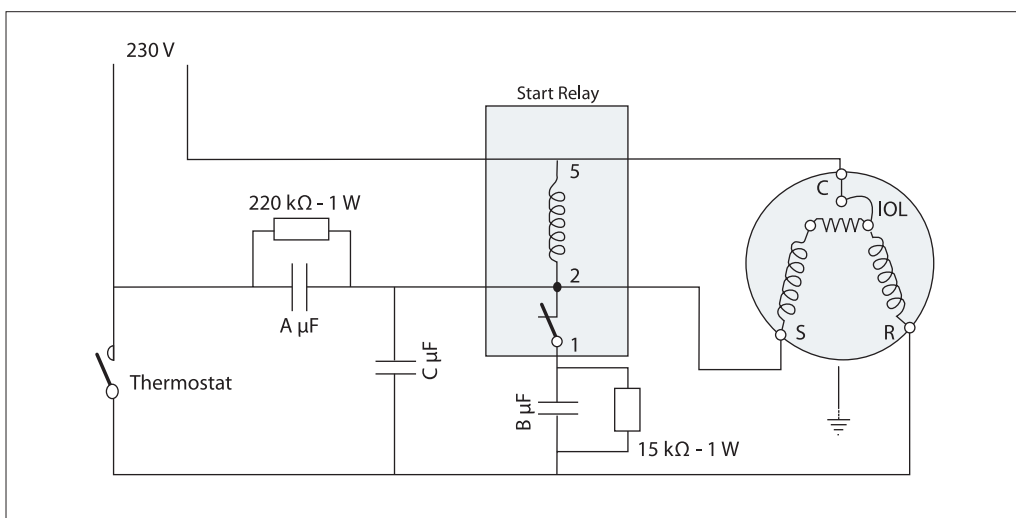 230 V
Start Relay
5
C
IOL
220 kΩ - 1 W
2
A µF
1
S
R
C µF
Thermostat
B µF
15 kΩ - 1 W